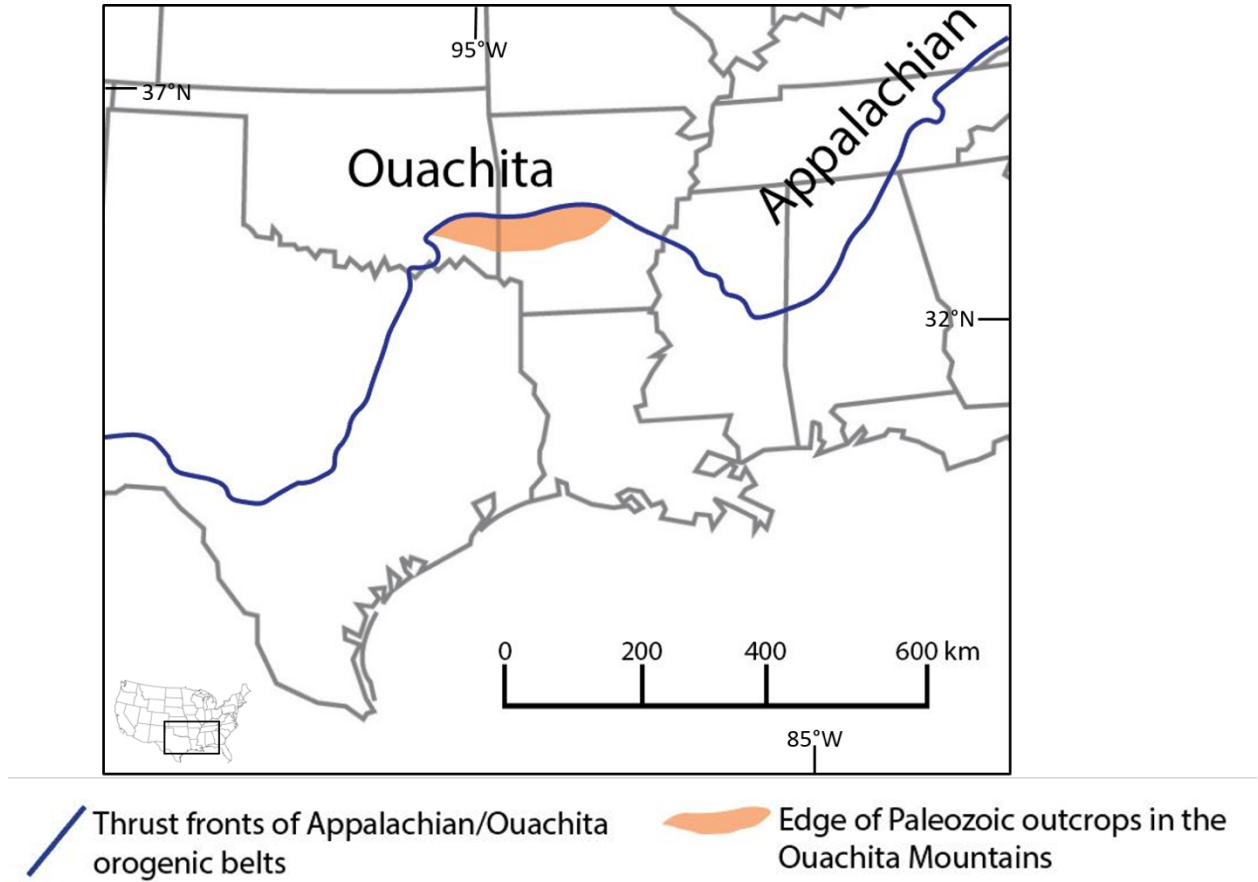 95°W
37°N
Appalachian
Ouachita
32°N
0 200 400 600 km
85°W
Thrust fronts of Appalachian/Ouachita
orogenic belts
Edge of Paleozoic outcrops in the
Ouachita Mountains